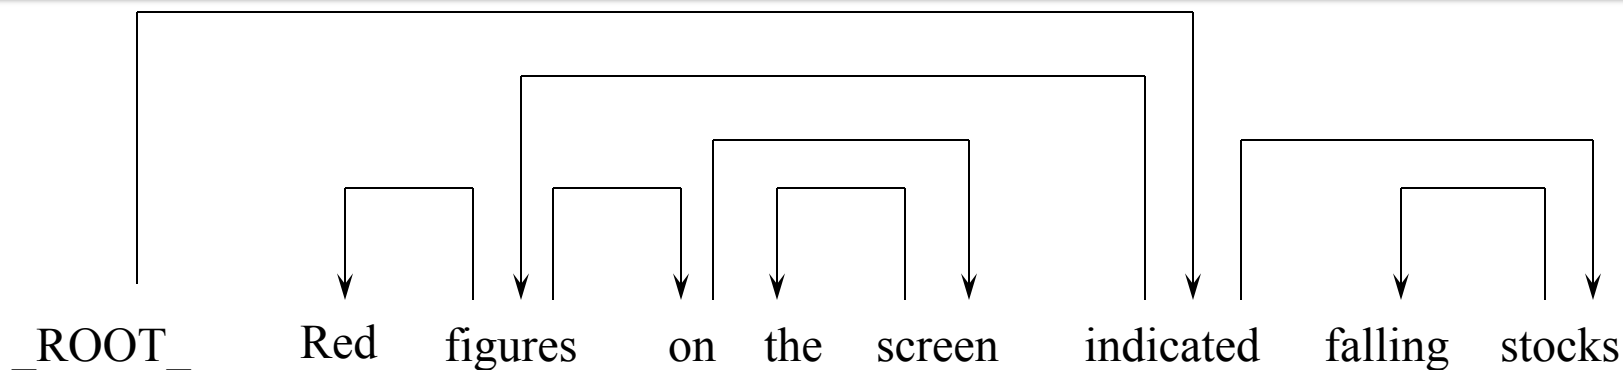 _ROOT_ Red figures on the screen indicated falling stocks